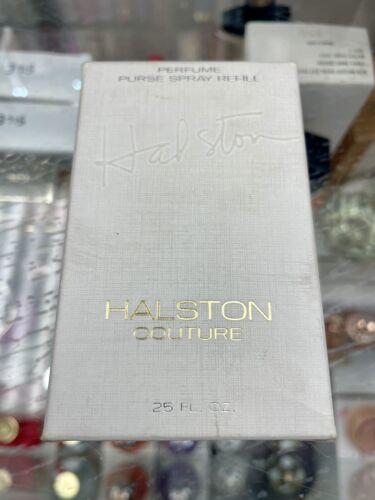 PERFUME
PURSE SPRAY REFILL
Halston
HALSTON
COUTURE
.25 FL. OZ.